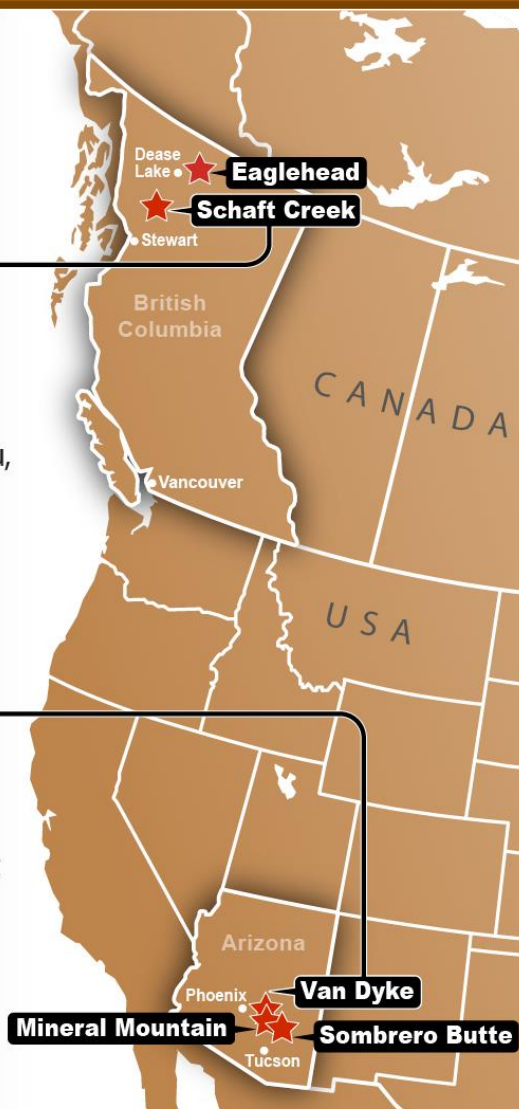 Dease
Lake
Eaglehead
Schaft Creek
Stewart
British
Columbia
CANADA
Vancouver
USA
Arizona
Phoenix
Van Dyke
Mineral Mountain
Sombrero Butte
Tucson